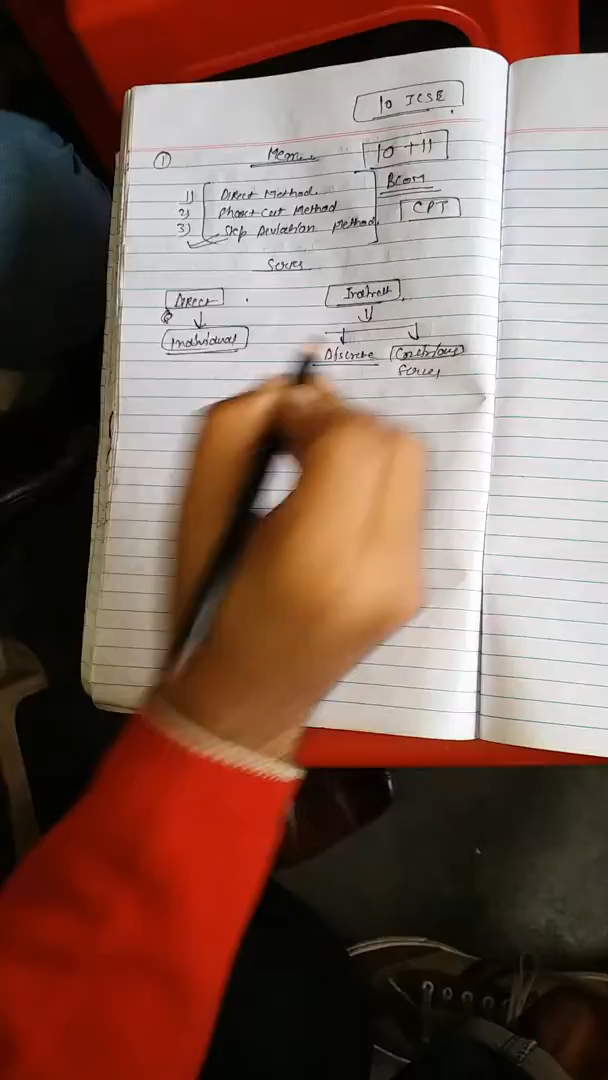 10 ICSE
① Mean
10 + 11
1) Direct Method.
BCOM
2) Short cut Method
CPT
3) Step Deviation Method
Series
Direct
Indirect
Individual
Discrete Continious
Series